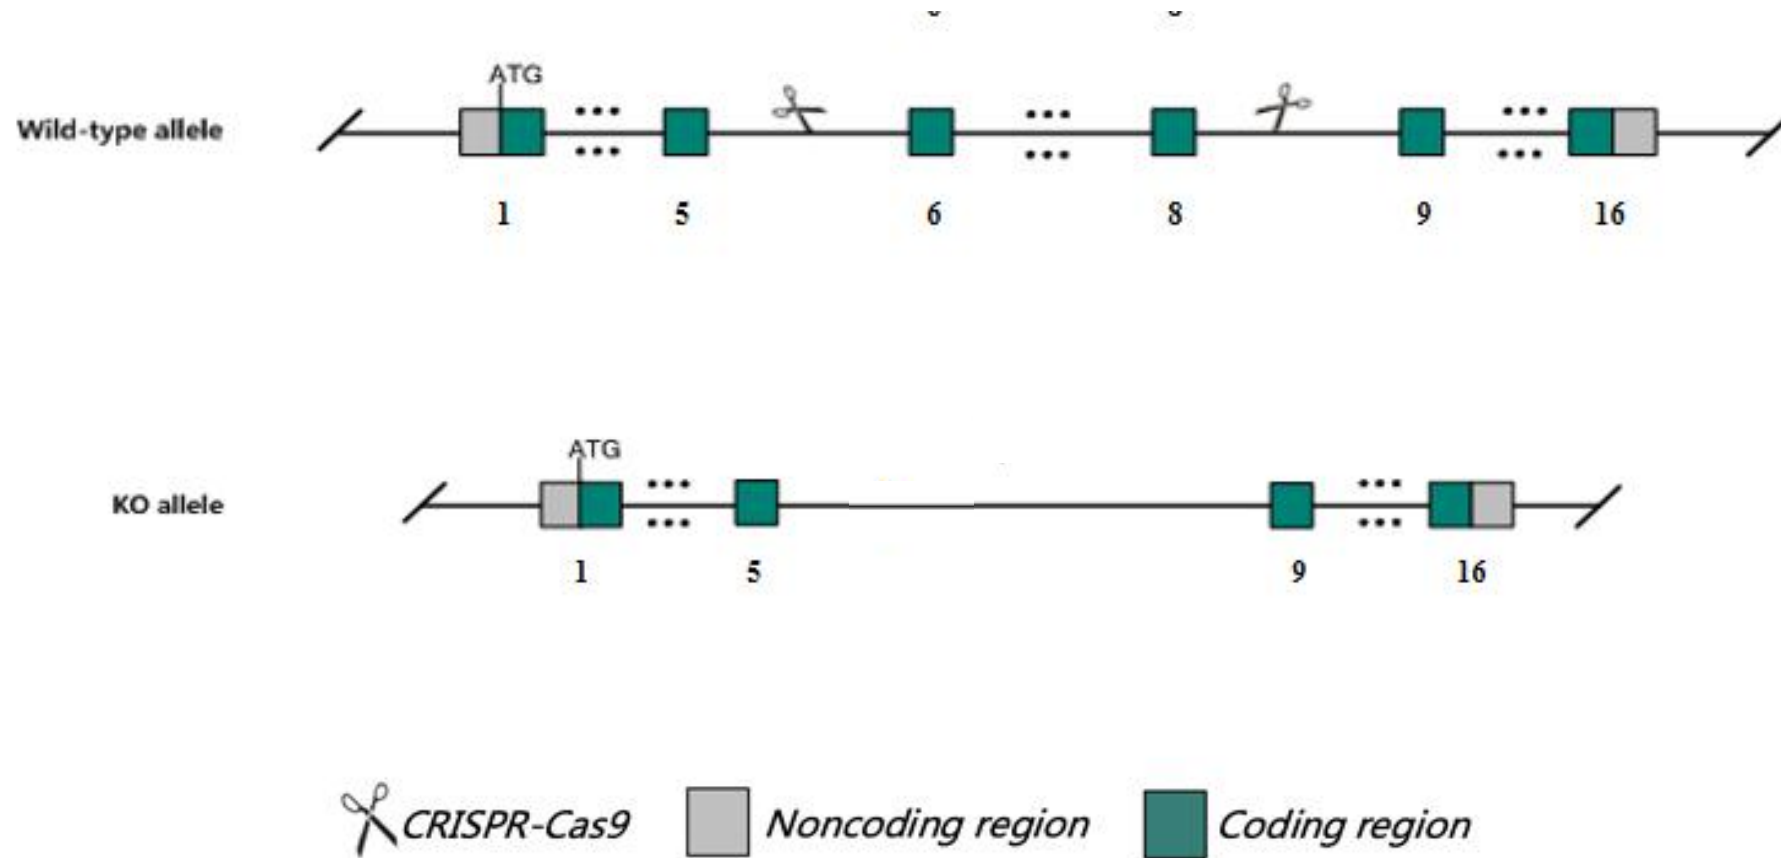 ATG
Wild-type allele
1 5 6 8 9 16
ATG
KO allele
1 5 9 16
CRISPR-Cas9 Noncoding region Coding region